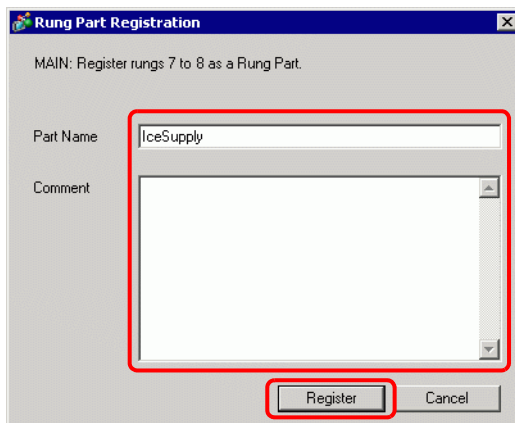 Rung Part Registration
MAIN: Register rungs 7 to 8 as a Rung Part.
Part Name
IceSupply
Comment
Register
Cancel